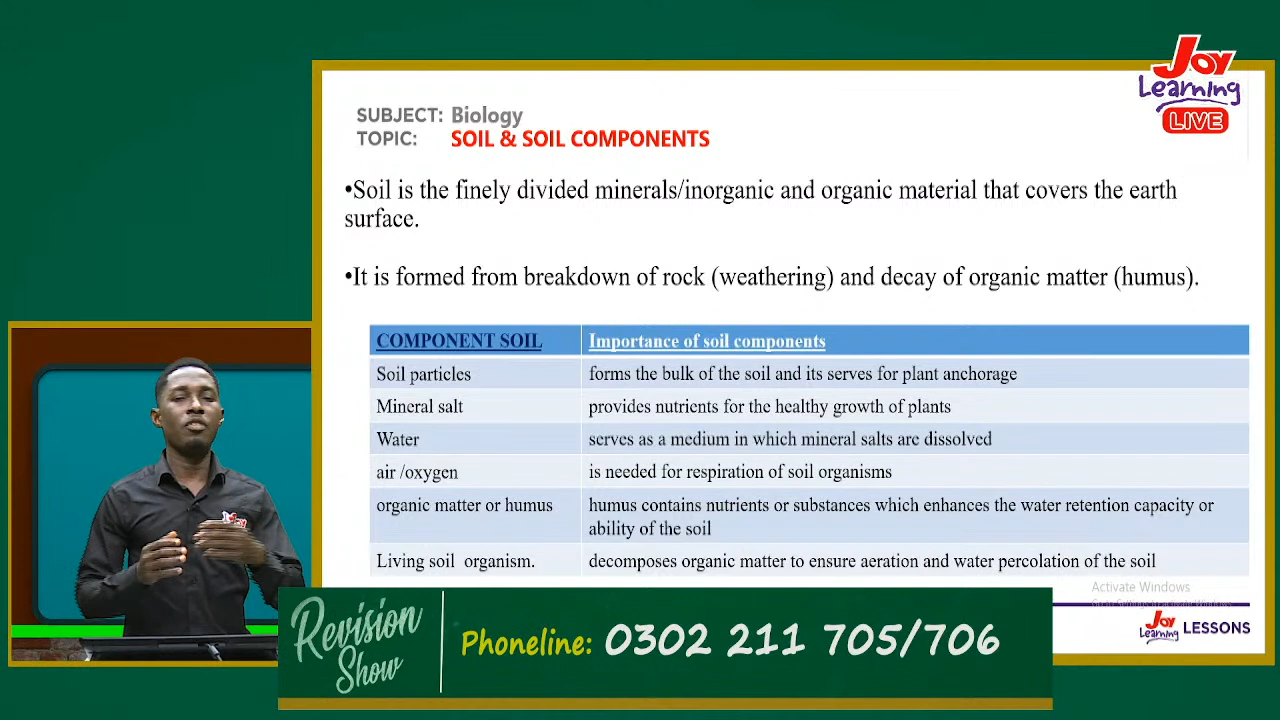 Joy
Learning
LIVE
SUBJECT: Biology
TOPIC: SOIL & SOIL COMPONENTS
•Soil is the finely divided minerals/inorganic and organic material that covers the earth
surface.
•It is formed from breakdown of rock (weathering) and decay of organic matter (humus).
COMPONENT SOIL Importance of soil components
Soil particles forms the bulk of the soil and its serves for plant anchorage
Mineral salt provides nutrients for the healthy growth of plants
Water serves as a medium in which mineral salts are dissolved
air /oxygen is needed for respiration of soil organisms
organic matter or humus humus contains nutrients or substances which enhances the water retention capacity or
ability of the soil
Living soil organism. decomposes organic matter to ensure aeration and water percolation of the soil
Activate Windows
Joy Learning LESSONS
Revision
Show
Phoneline: 0302 211 705/706